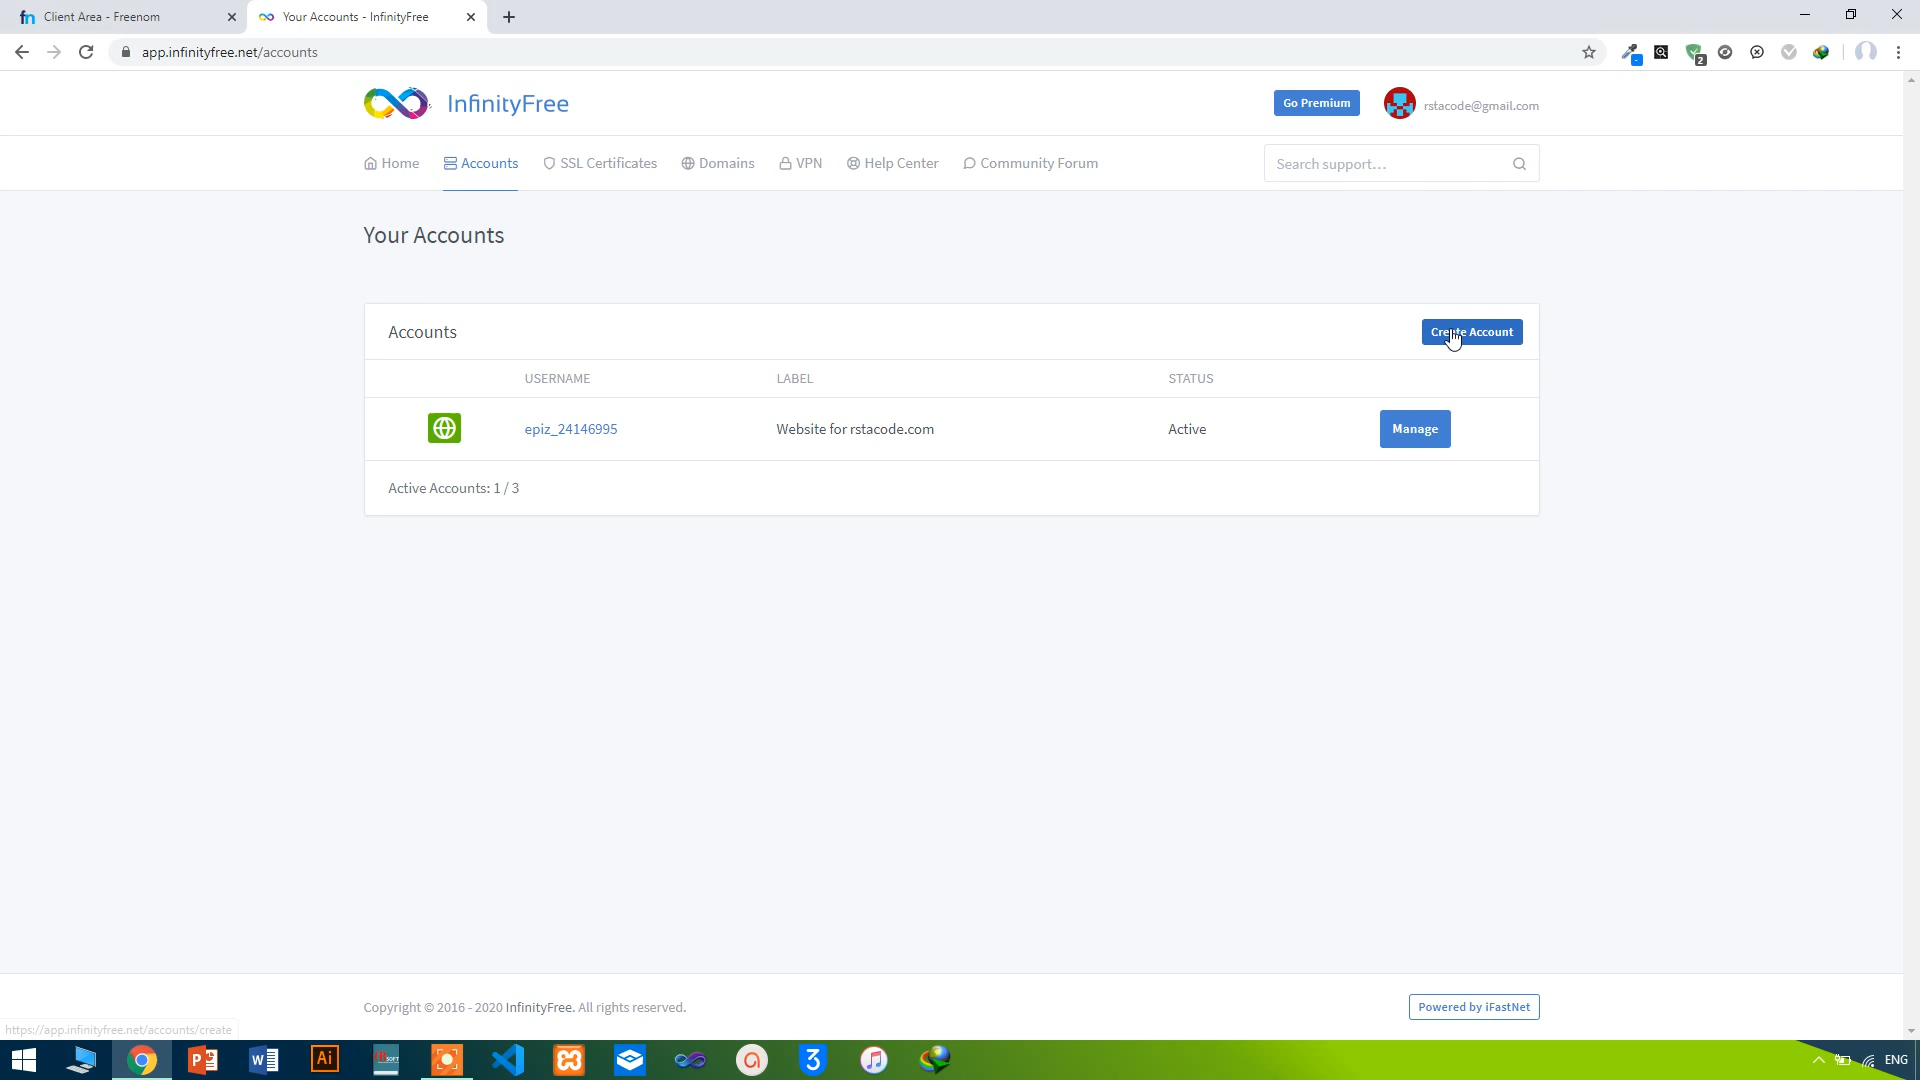 Client Area - Freenom
Your Accounts - InfinityFree
app.infinityfree.net/accounts
2
InfinityFree
Go Premium
rstacode@gmail.com
Home
Accounts
SSL Certificates
Domains
VPN
Help Center
Community Forum
Search support...
Your Accounts
Accounts
Create Account
USERNAME
LABEL
STATUS
epiz_24146995
Website for rstacode.com
Active
Manage
Active Accounts: 1 / 3
Copyright © 2016 - 2020 InfinityFree. All rights reserved.
Powered by iFastNet
https://app.infinityfree.net/accounts/create
Ai
3
ENG